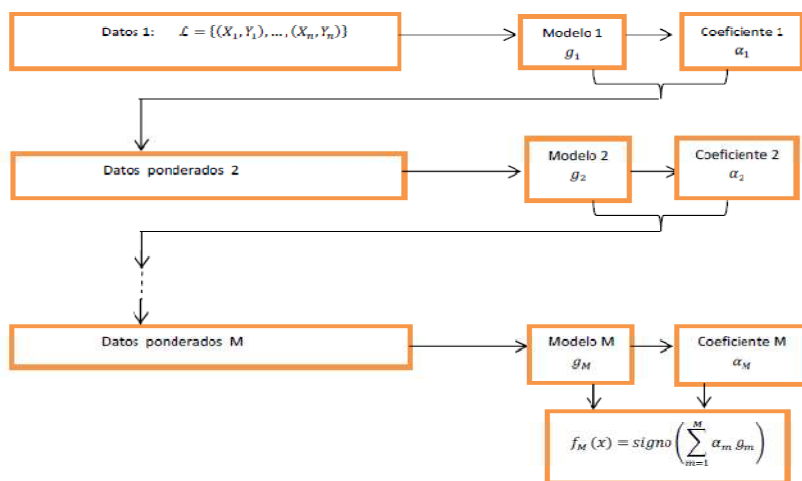 Datos 1: ℒ = {(X₁,Y₁), ..., (Xₙ,Yₙ)}
Modelo 1
g₁
Coeficiente 1
α₁
Datos ponderados 2
Modelo 2
g₂
Coeficiente 2
α₂
Datos ponderados M
Modelo M
g_M
Coeficiente M
α_M
f_M (x) = signo(∑_{m=1}^{M} α_m g_m)